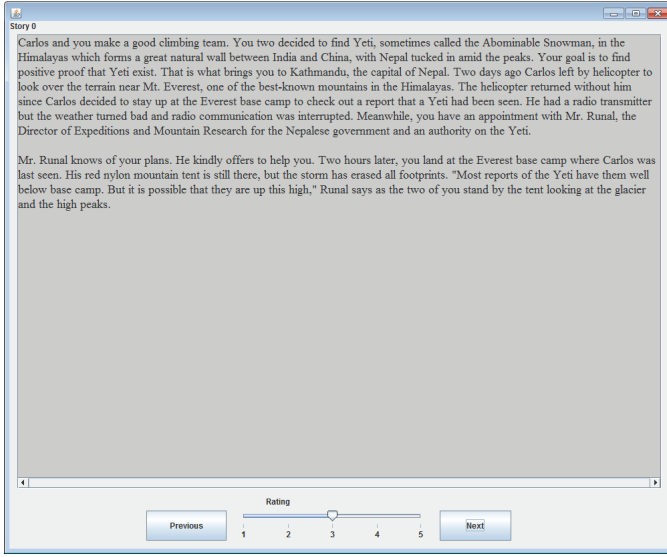 Story 0
Carlos and you make a good climbing team. You two decided to find Yeti, sometimes called the Abominable Snowman, in the
Himalayas which forms a great natural wall between India and China, with Nepal tucked in amid the peaks. Your goal is to find
positive proof that Yeti exist. That is what brings you to Kathmandu, the capital of Nepal. Two days ago Carlos left by helicopter to
look over the terrain near Mt. Everest, one of the best-known mountains in the Himalayas. The helicopter returned without him
since Carlos decided to stay up at the Everest base camp to check out a report that a Yeti had been seen. He had a radio transmitter
but the weather turned bad and radio communication was interrupted. Meanwhile, you have an appointment with Mr. Runal, the
Director of Expeditions and Mountain Research for the Nepalese government and an authority on the Yeti.
Mr. Runal knows of your plans. He kindly offers to help you. Two hours later, you land at the Everest base camp where Carlos was
last seen. His red nylon mountain tent is still there, but the storm has erased all footprints. "Most reports of the Yeti have them well
below base camp. But it is possible that they are up this high," Runal says as the two of you stand by the tent looking at the glacier
and the high peaks.
Rating
Previous
1 2 3 4 5
Next